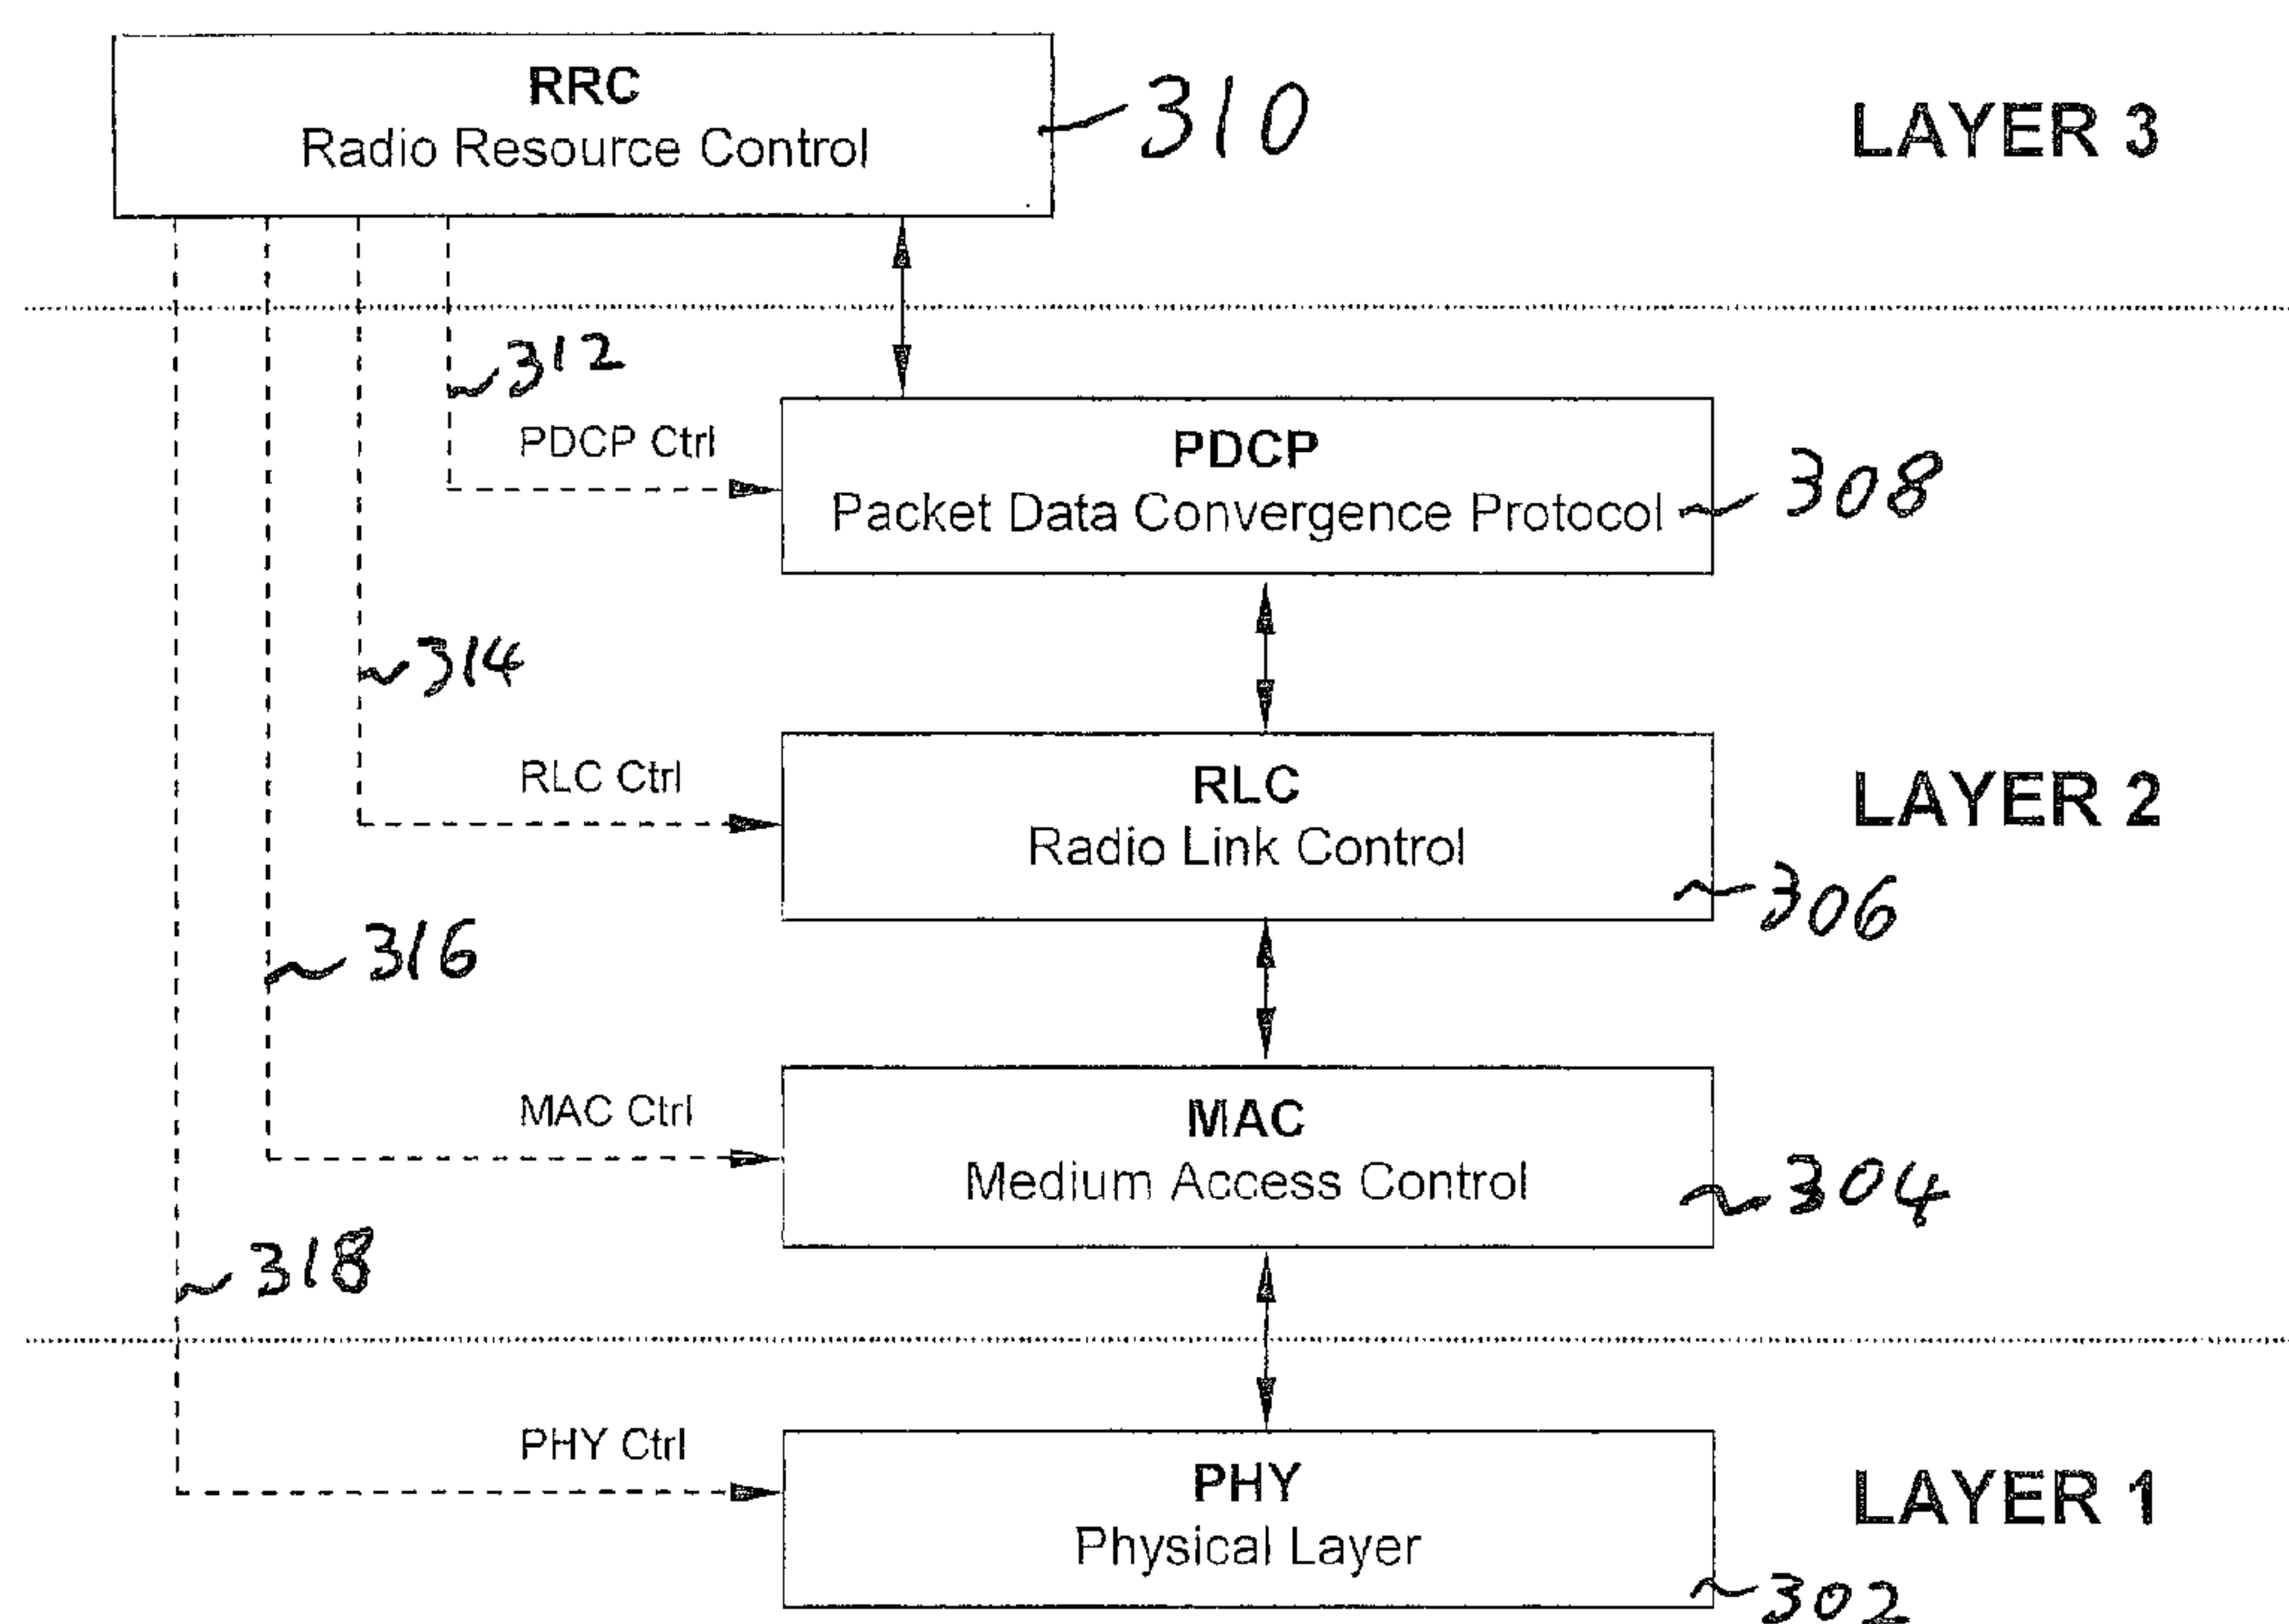 RRC
Radio Resource Control
310
LAYER 3
312
PDCP Ctrl
PDCP
Packet Data Convergence Protocol
308
314
RLC Ctrl
RLC
Radio Link Control
306
LAYER 2
316
MAC Ctrl
MAC
Medium Access Control
304
318
PHY Ctrl
PHY
Physical Layer
302
LAYER 1